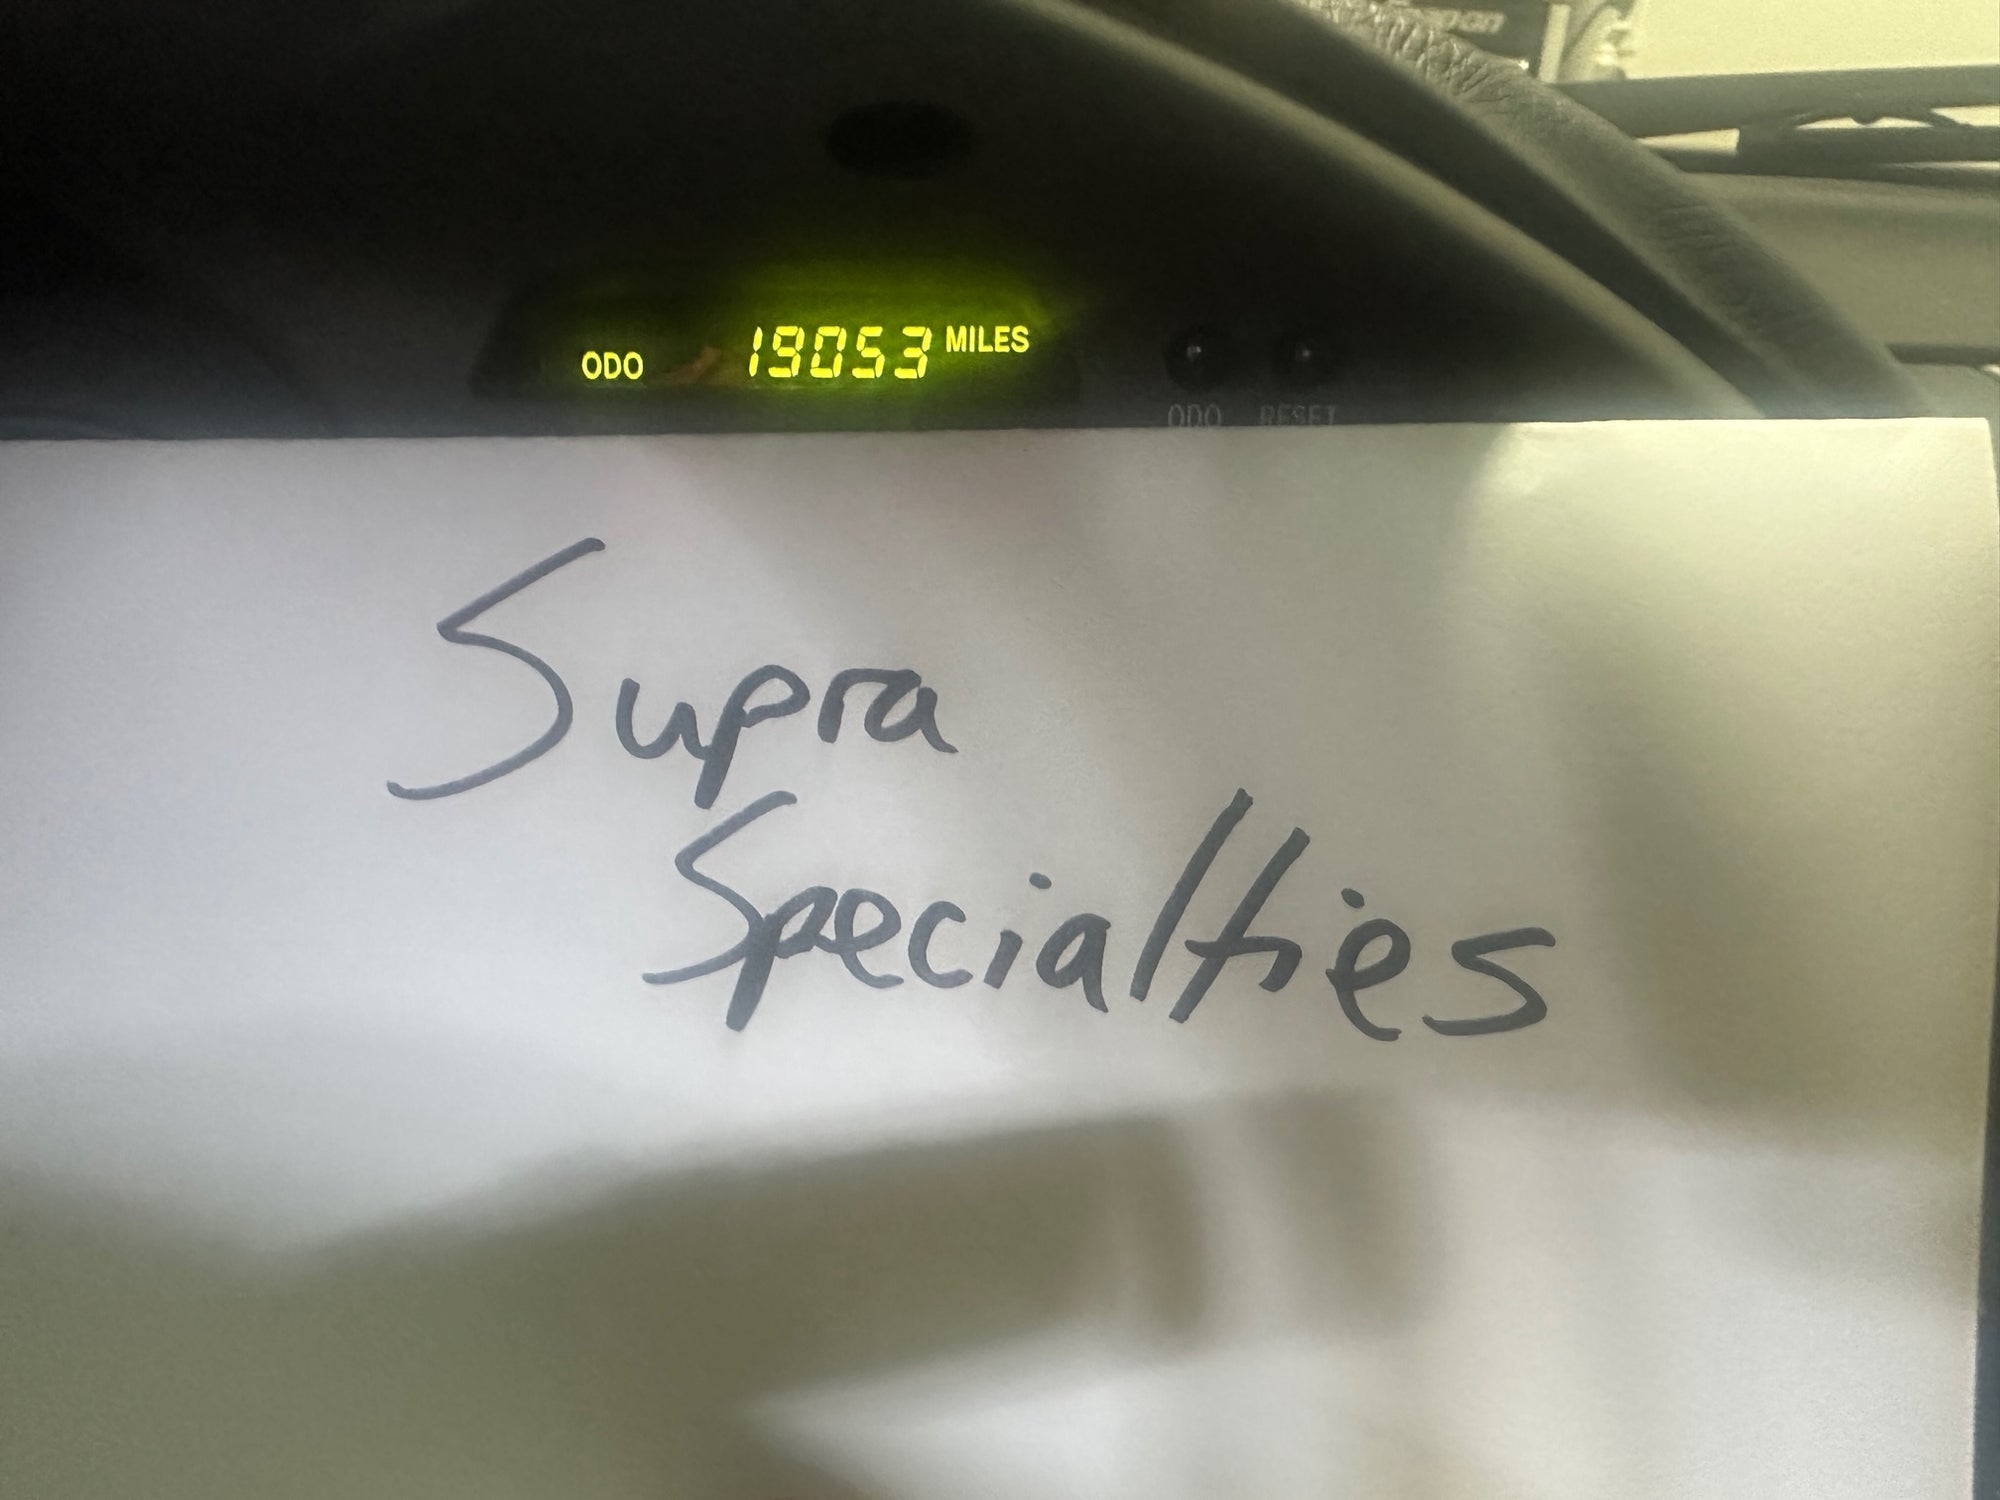 ODO 19053 MILES
ODO RESET
Supra
Specialties